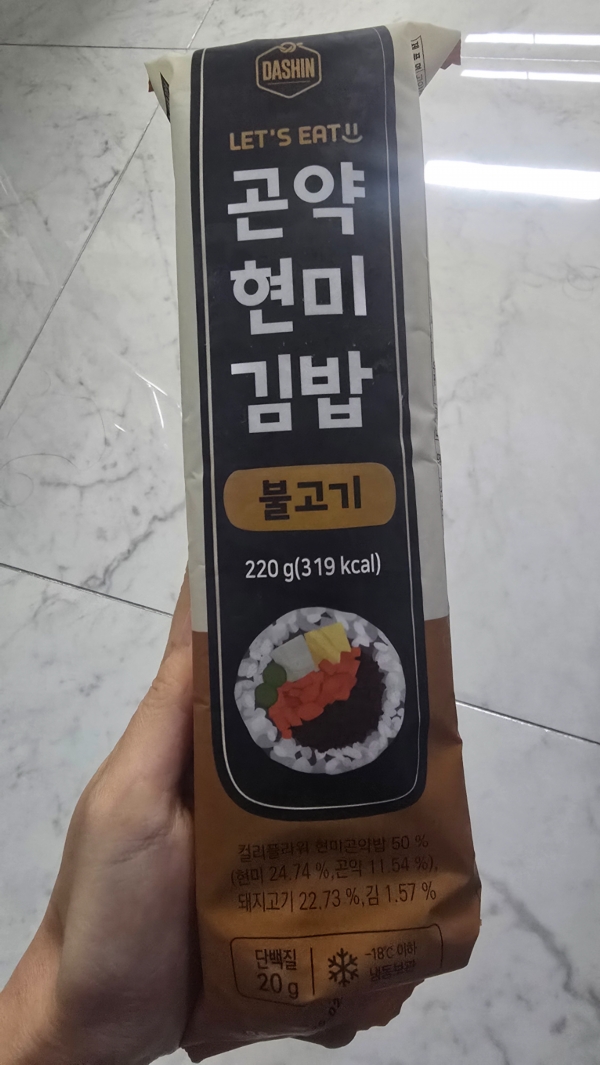 DASHIN
LET'S EAT
곤약
현미
김밥
불고기
220 g(319 kcal)
컬리플라워 현미곤약밥 50 %
(현미 24.74 %,곤약 11.54 %),
돼지고기 22.73 %,김 1.57 %
단백질
20 g
-18℃ 이하
냉동보관